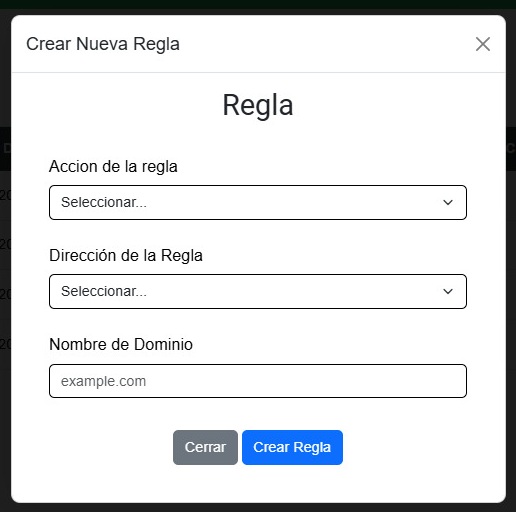 Crear Nueva Regla
Regla
Accion de la regla
Seleccionar...
Dirección de la Regla
Seleccionar...
Nombre de Dominio
example.com
Cerrar
Crear Regla